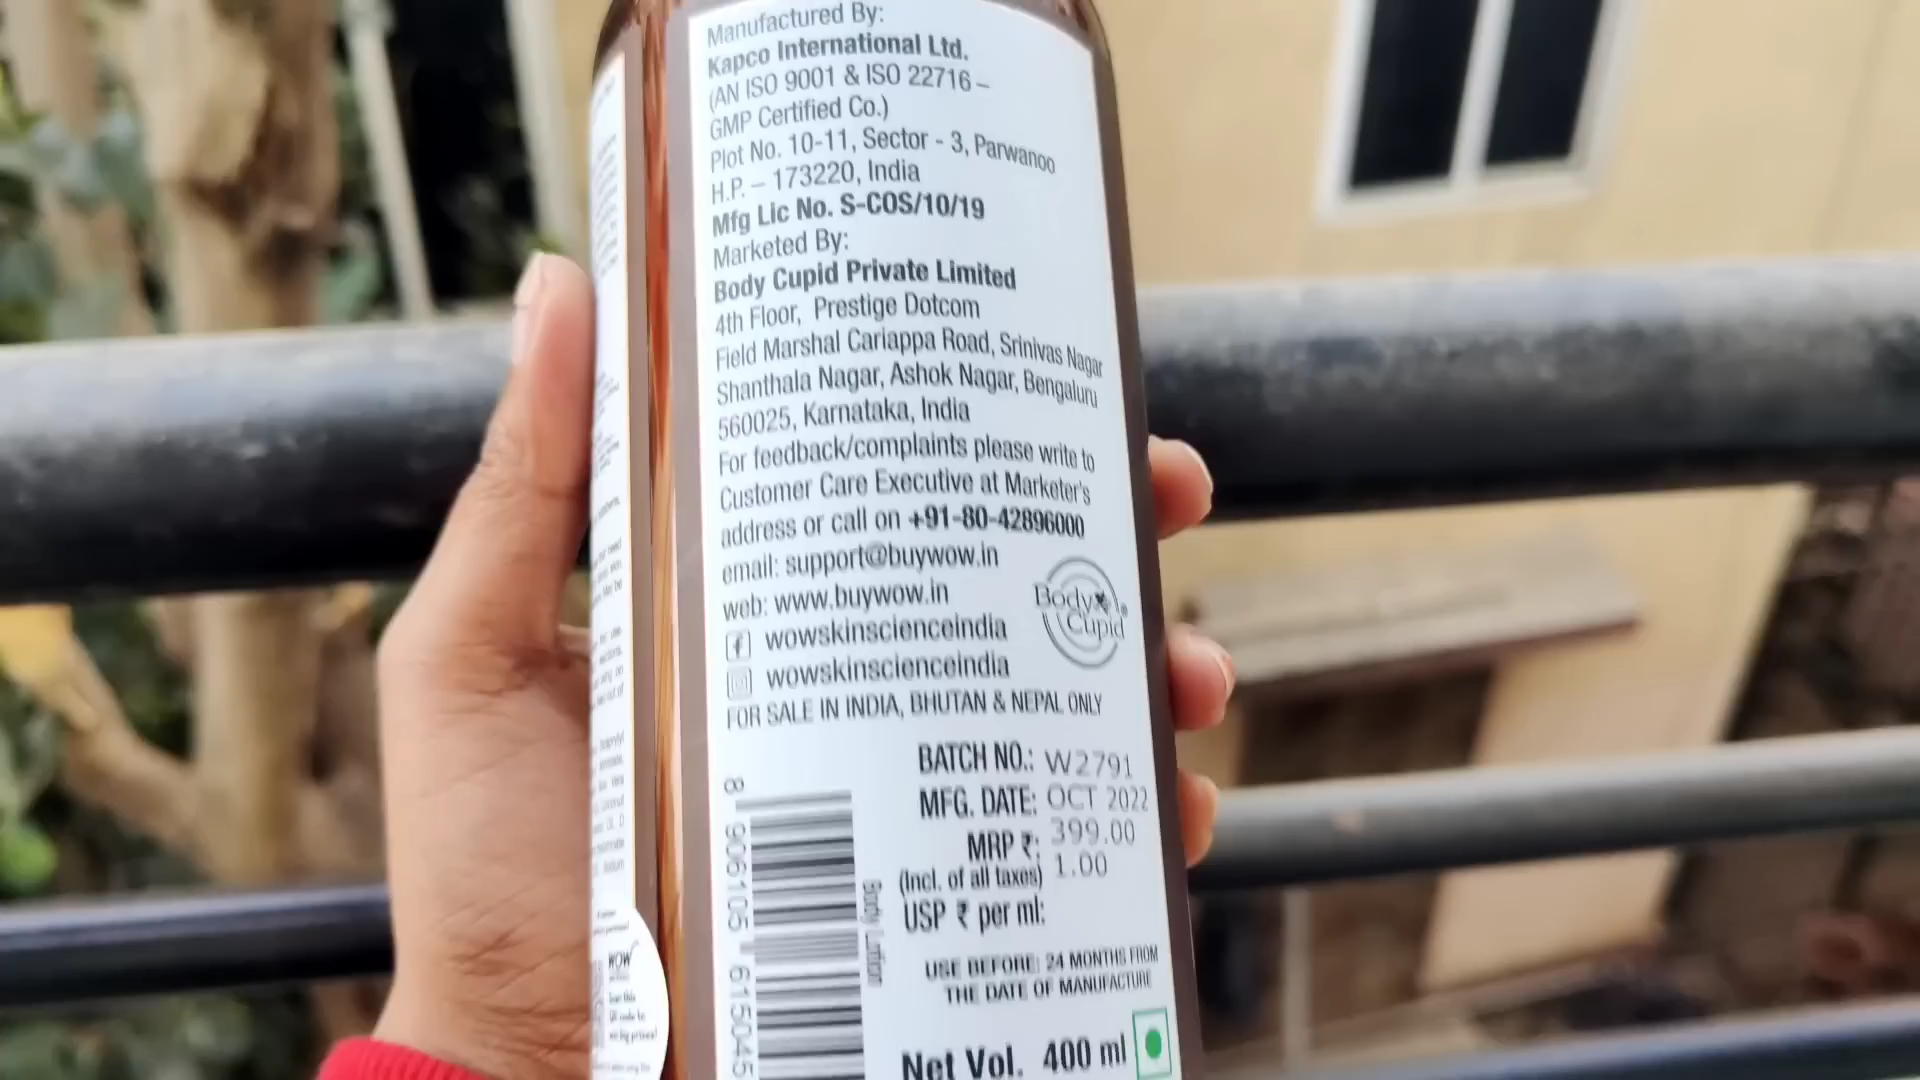 Manufactured By:
Kapco International Ltd.
(AN ISO 9001 & ISO 22716 –
GMP Certified Co.)
Plot No. 10-11, Sector - 3, Parwanoo
H.P. – 173220, India
Mfg Lic No. S-COS/10/19
Marketed By:
Body Cupid Private Limited
4th Floor, Prestige Dotcom
Field Marshal Cariappa Road, Srinivas Nagar
Shanthala Nagar, Ashok Nagar, Bengaluru
560025, Karnataka, India
For feedback/complaints please write to
Customer Care Executive at Marketer's
address or call on +91-80-42896000
email: support@buywow.in
web: www.buywow.in
wowskinscienceindia
wowskinscienceindia
Body Cupid
FOR SALE IN INDIA, BHUTAN & NEPAL ONLY
BATCH NO.: W2791
MFG. DATE: OCT 2022
MRP ₹: 399.00
(Incl. of all taxes) 1.00
USP ₹ per ml:
USE BEFORE: 24 MONTHS FROM
THE DATE OF MANUFACTURE
Net Vol. 400 ml
8 906105 615045
Body Lotion
WOW